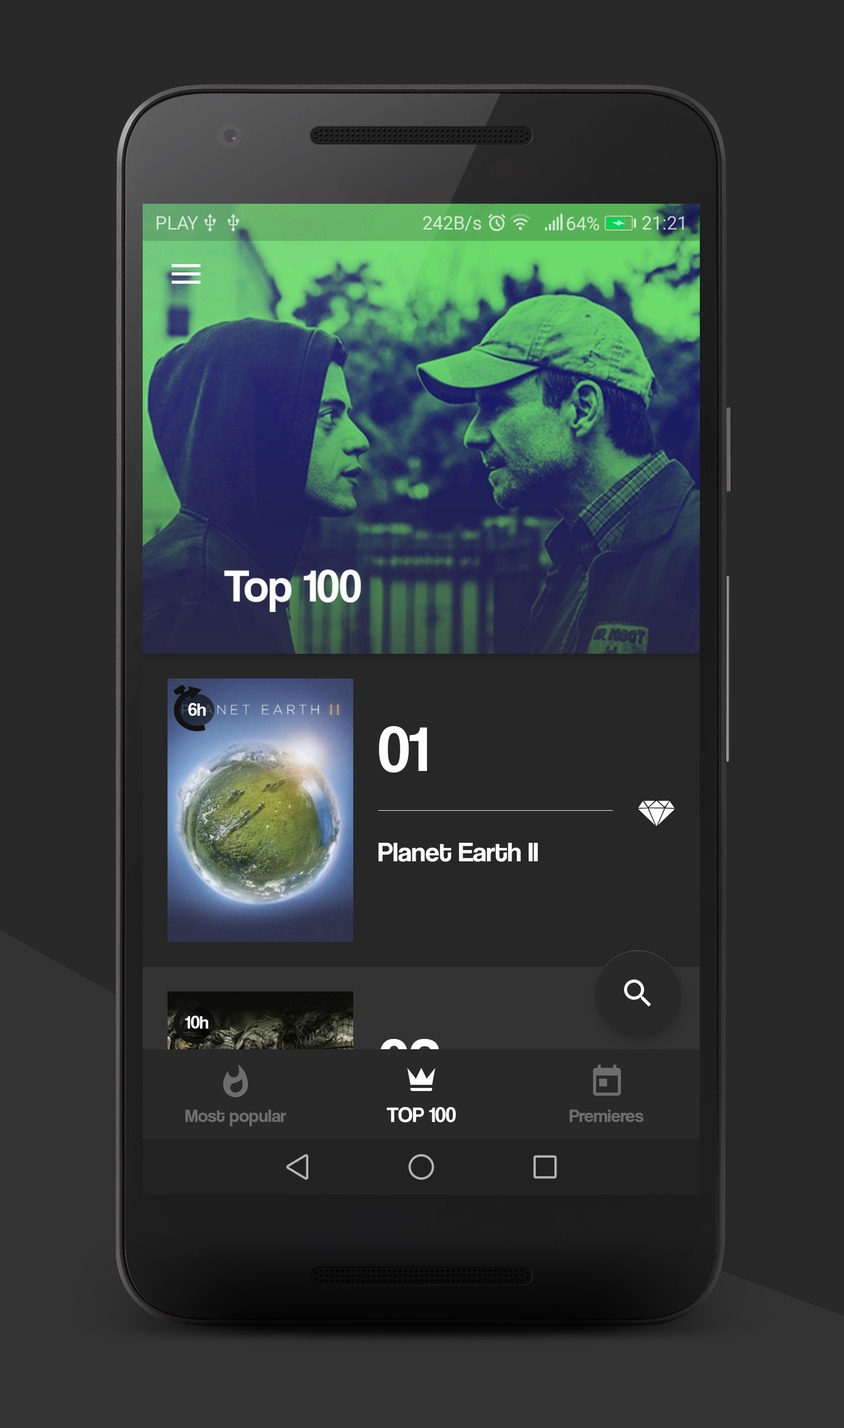 PLAY 242B/s 64% 21:21
Top 100
6h
PLANET EARTH II
01
Planet Earth II
10h
Most popular
TOP 100
Premieres